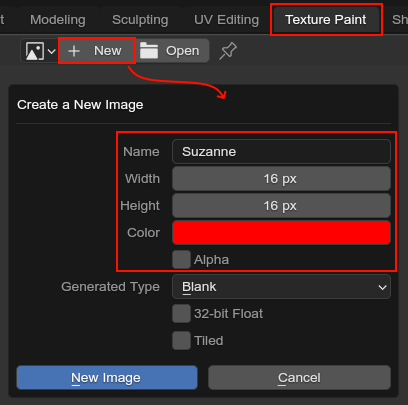 t Modeling Sculpting UV Editing Texture Paint Sh
+ New Open
Create a New Image
Name Suzanne
Width 16 px
Height 16 px
Color
Alpha
Generated Type Blank
32-bit Float
Tiled
New Image Cancel